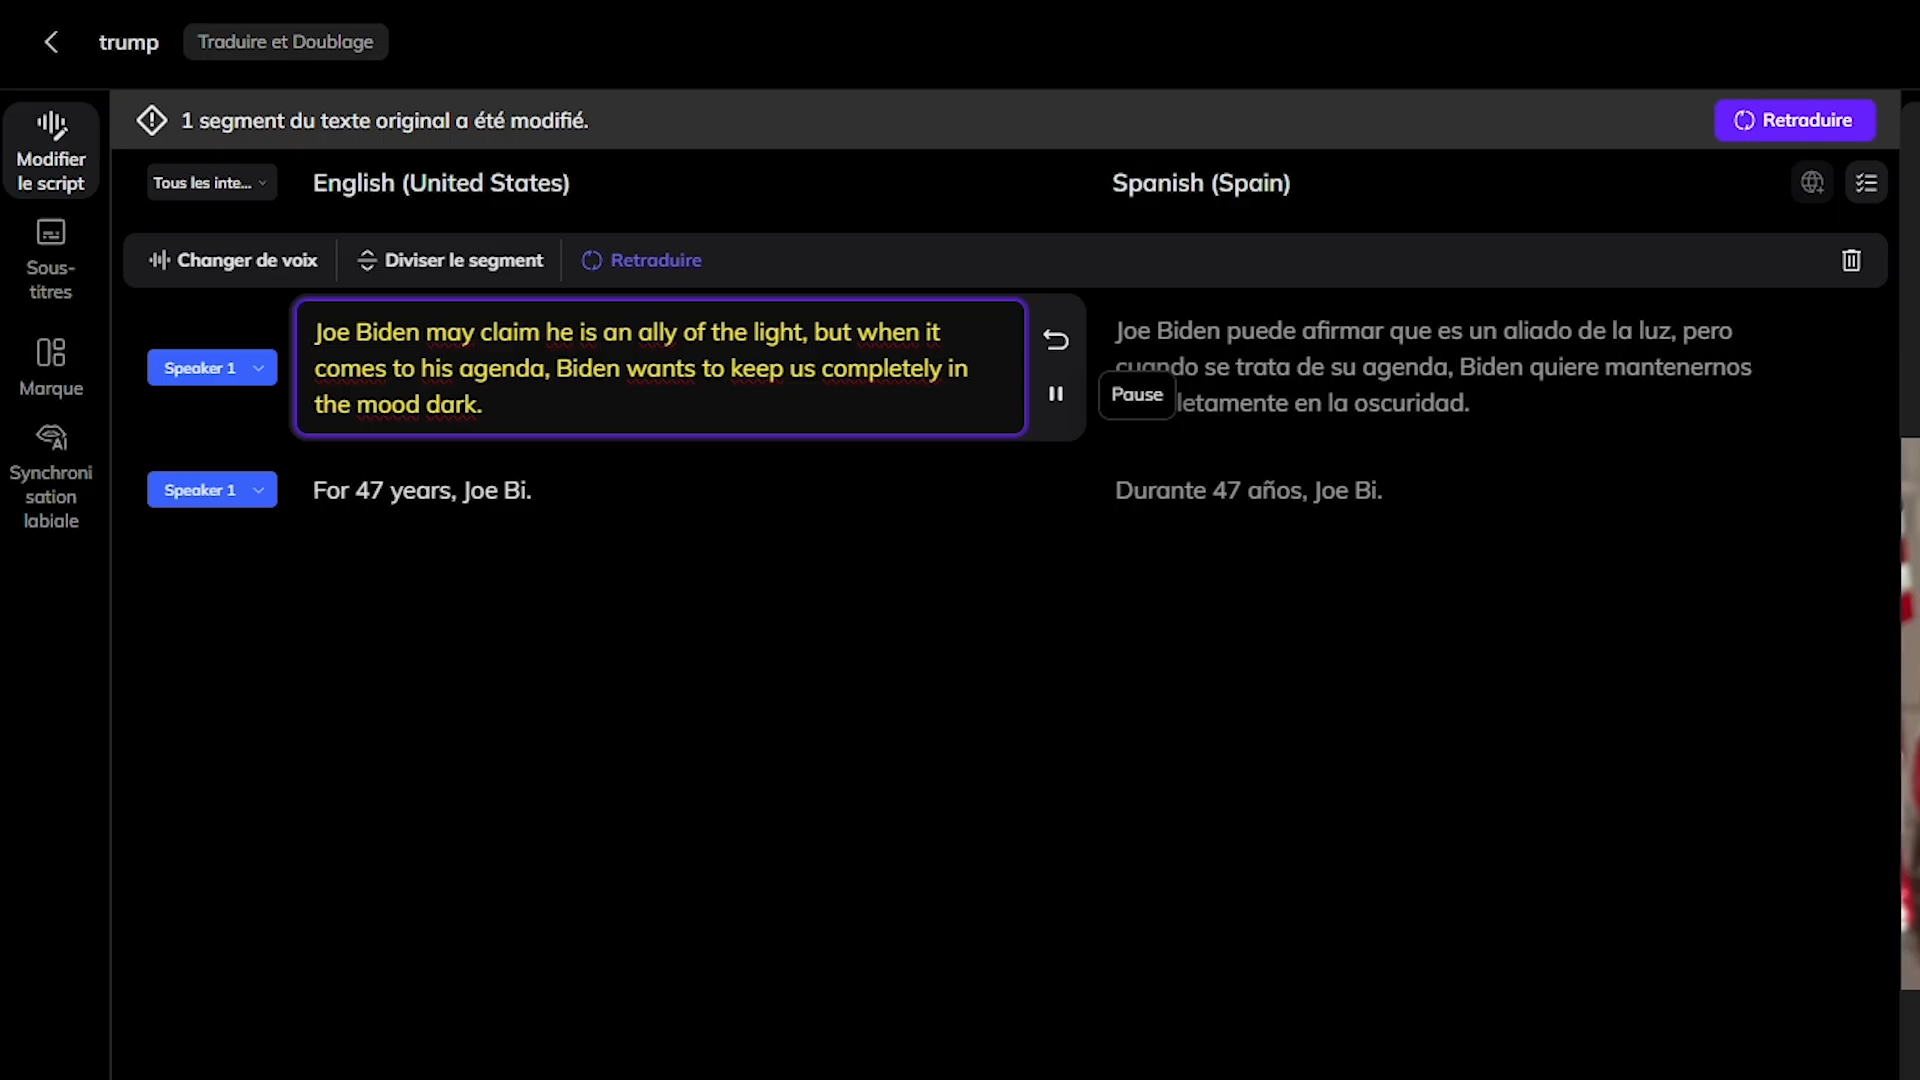 trump
Traduire et Doublage
1 segment du texte original a été modifié.
Retraduire
Modifier
le script
Sous-
titres
Marque
Synchroni
sation
labiale
Tous les inte...
English (United States)
Spanish (Spain)
Changer de voix
Diviser le segment
Retraduire
Speaker 1
Joe Biden may claim he is an ally of the light, but when it
comes to his agenda, Biden wants to keep us completely in
the mood dark.
Pause
Joe Biden puede afirmar que es un aliado de la luz, pero
cuando se trata de su agenda, Biden quiere mantenernos
letamente en la oscuridad.
Speaker 1
For 47 years, Joe Bi.
Durante 47 años, Joe Bi.